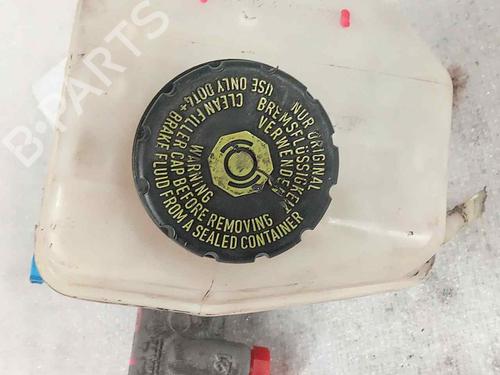 B-PARTS
NUR ORIGINAL
BREMSFLÜSSIGKEIT
VERWENDEN
WARNING
CLEAN FILLER CAP BEFORE REMOVING
USE ONLY DOT4+ BRAKE FLUID FROM A SEALED CONTAINER